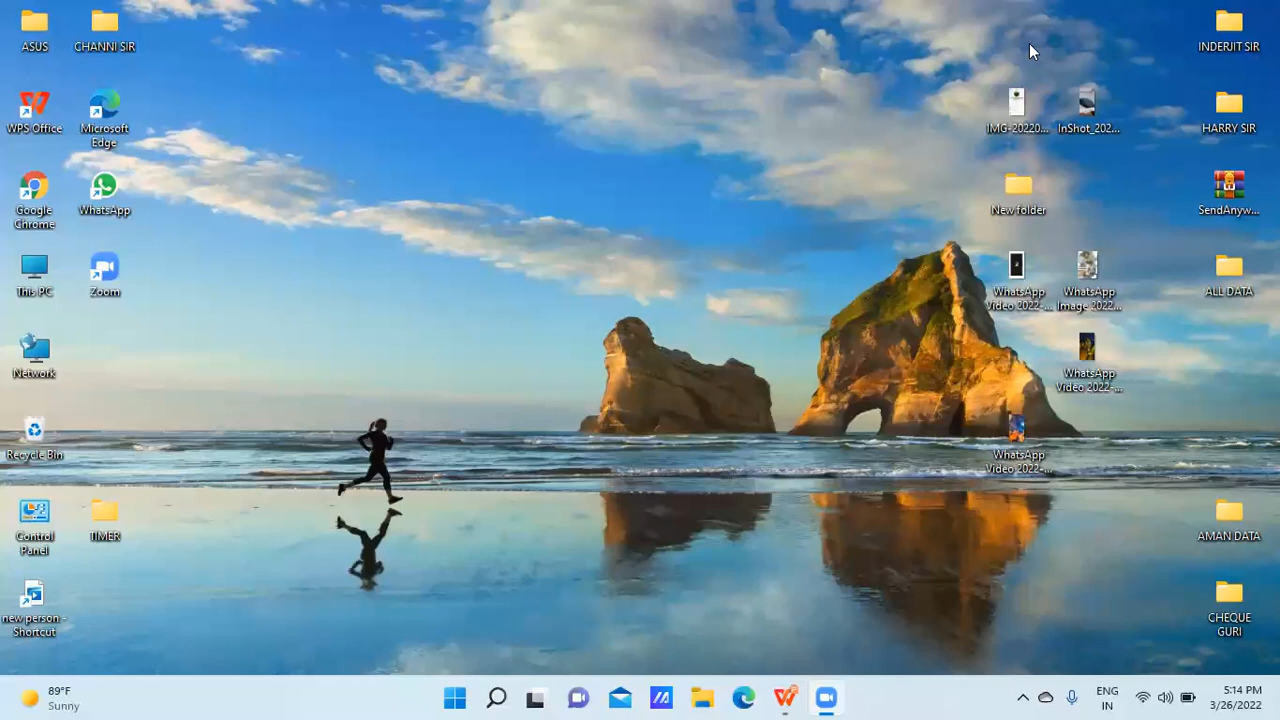 ASUS
CHANNI SIR
INDERJIT SIR
WPS Office
Microsoft
Edge
IMG-20220...
InShot_202...
HARRY SIR
Google
Chrome
WhatsApp
New folder
SendAnyw...
This PC
Zoom
WhatsApp
Video 2022-...
WhatsApp
Image 2022...
ALL DATA
Network
WhatsApp
Video 2022-...
Recycle Bin
WhatsApp
Video 2022-...
Control
Panel
TIMER
AMAN DATA
new person -
Shortcut
CHEQUE
GURI
89°F
Sunny
ENG
IN
5:14 PM
3/26/2022